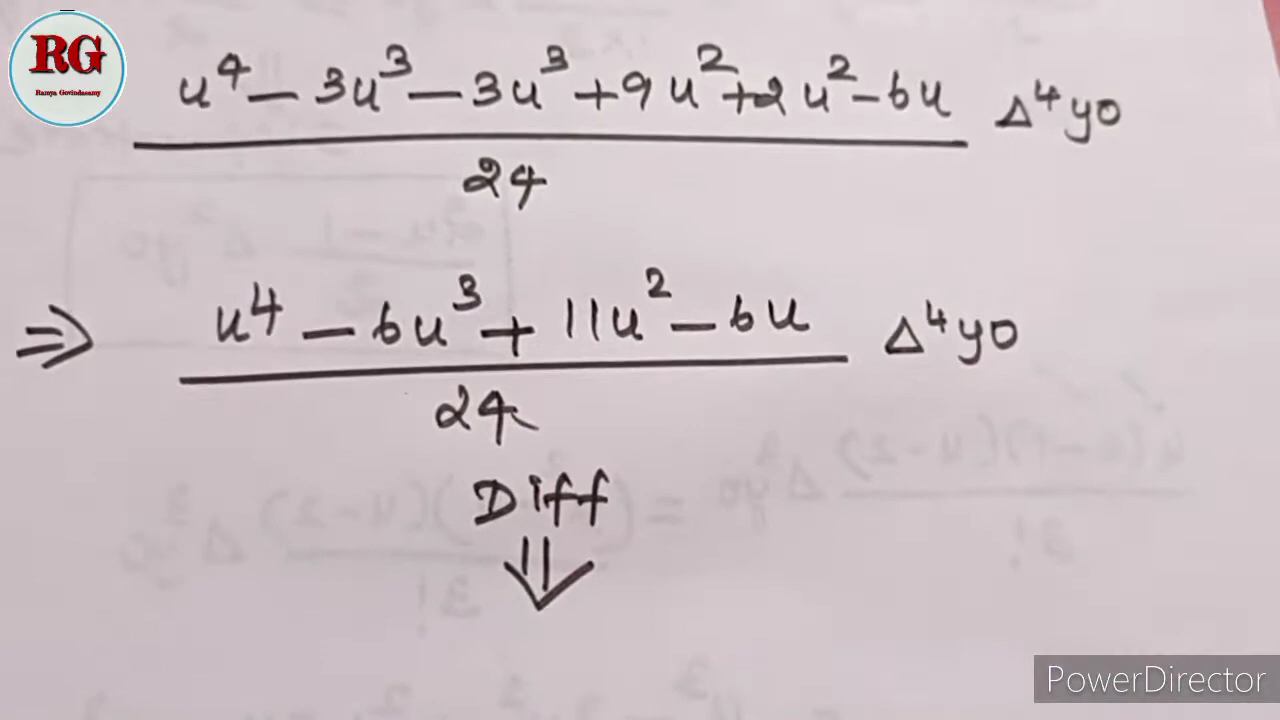 RG
Ramya Govindasamy
u⁴ - 3u³ - 3u³ + 9u² + 2u² - 6u Δ⁴y0
24
⇒ u⁴ - 6u³ + 11u² - 6u Δ⁴y0
24
Diff
⇓
PowerDirector